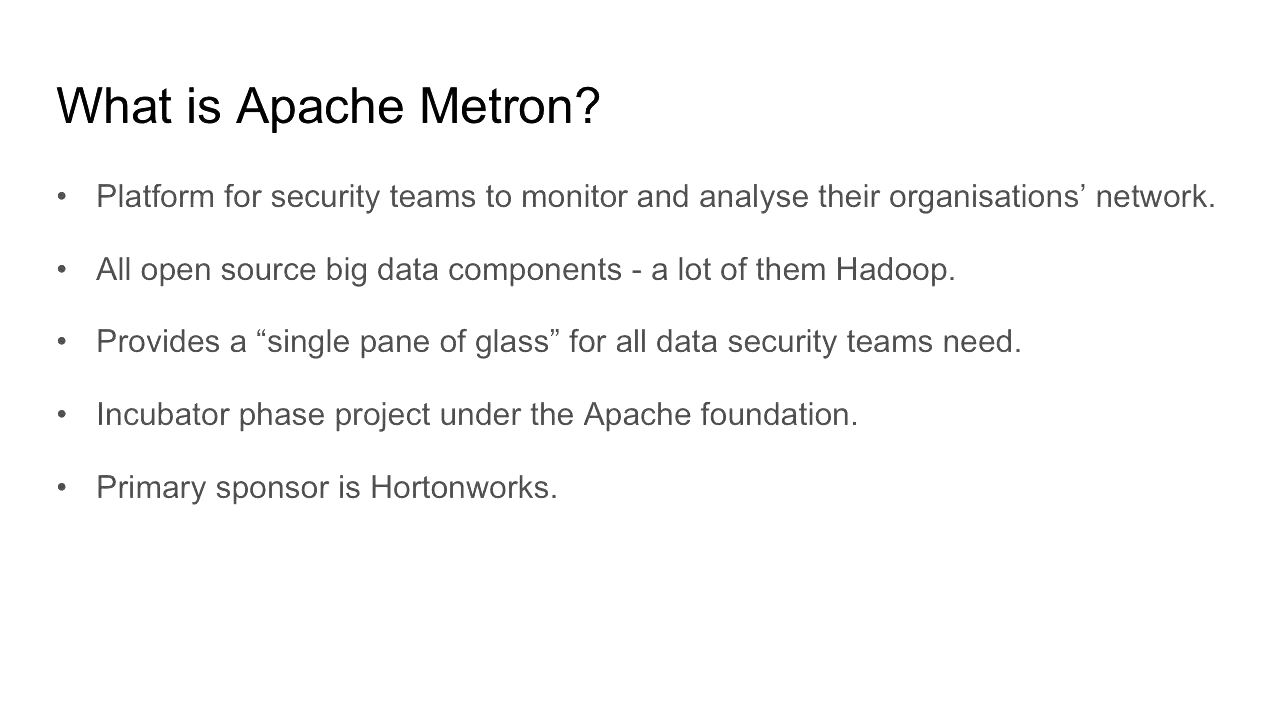 What is Apache Metron?
• Platform for security teams to monitor and analyse their organisations’ network.
• All open source big data components - a lot of them Hadoop.
• Provides a “single pane of glass” for all data security teams need.
• Incubator phase project under the Apache foundation.
• Primary sponsor is Hortonworks.